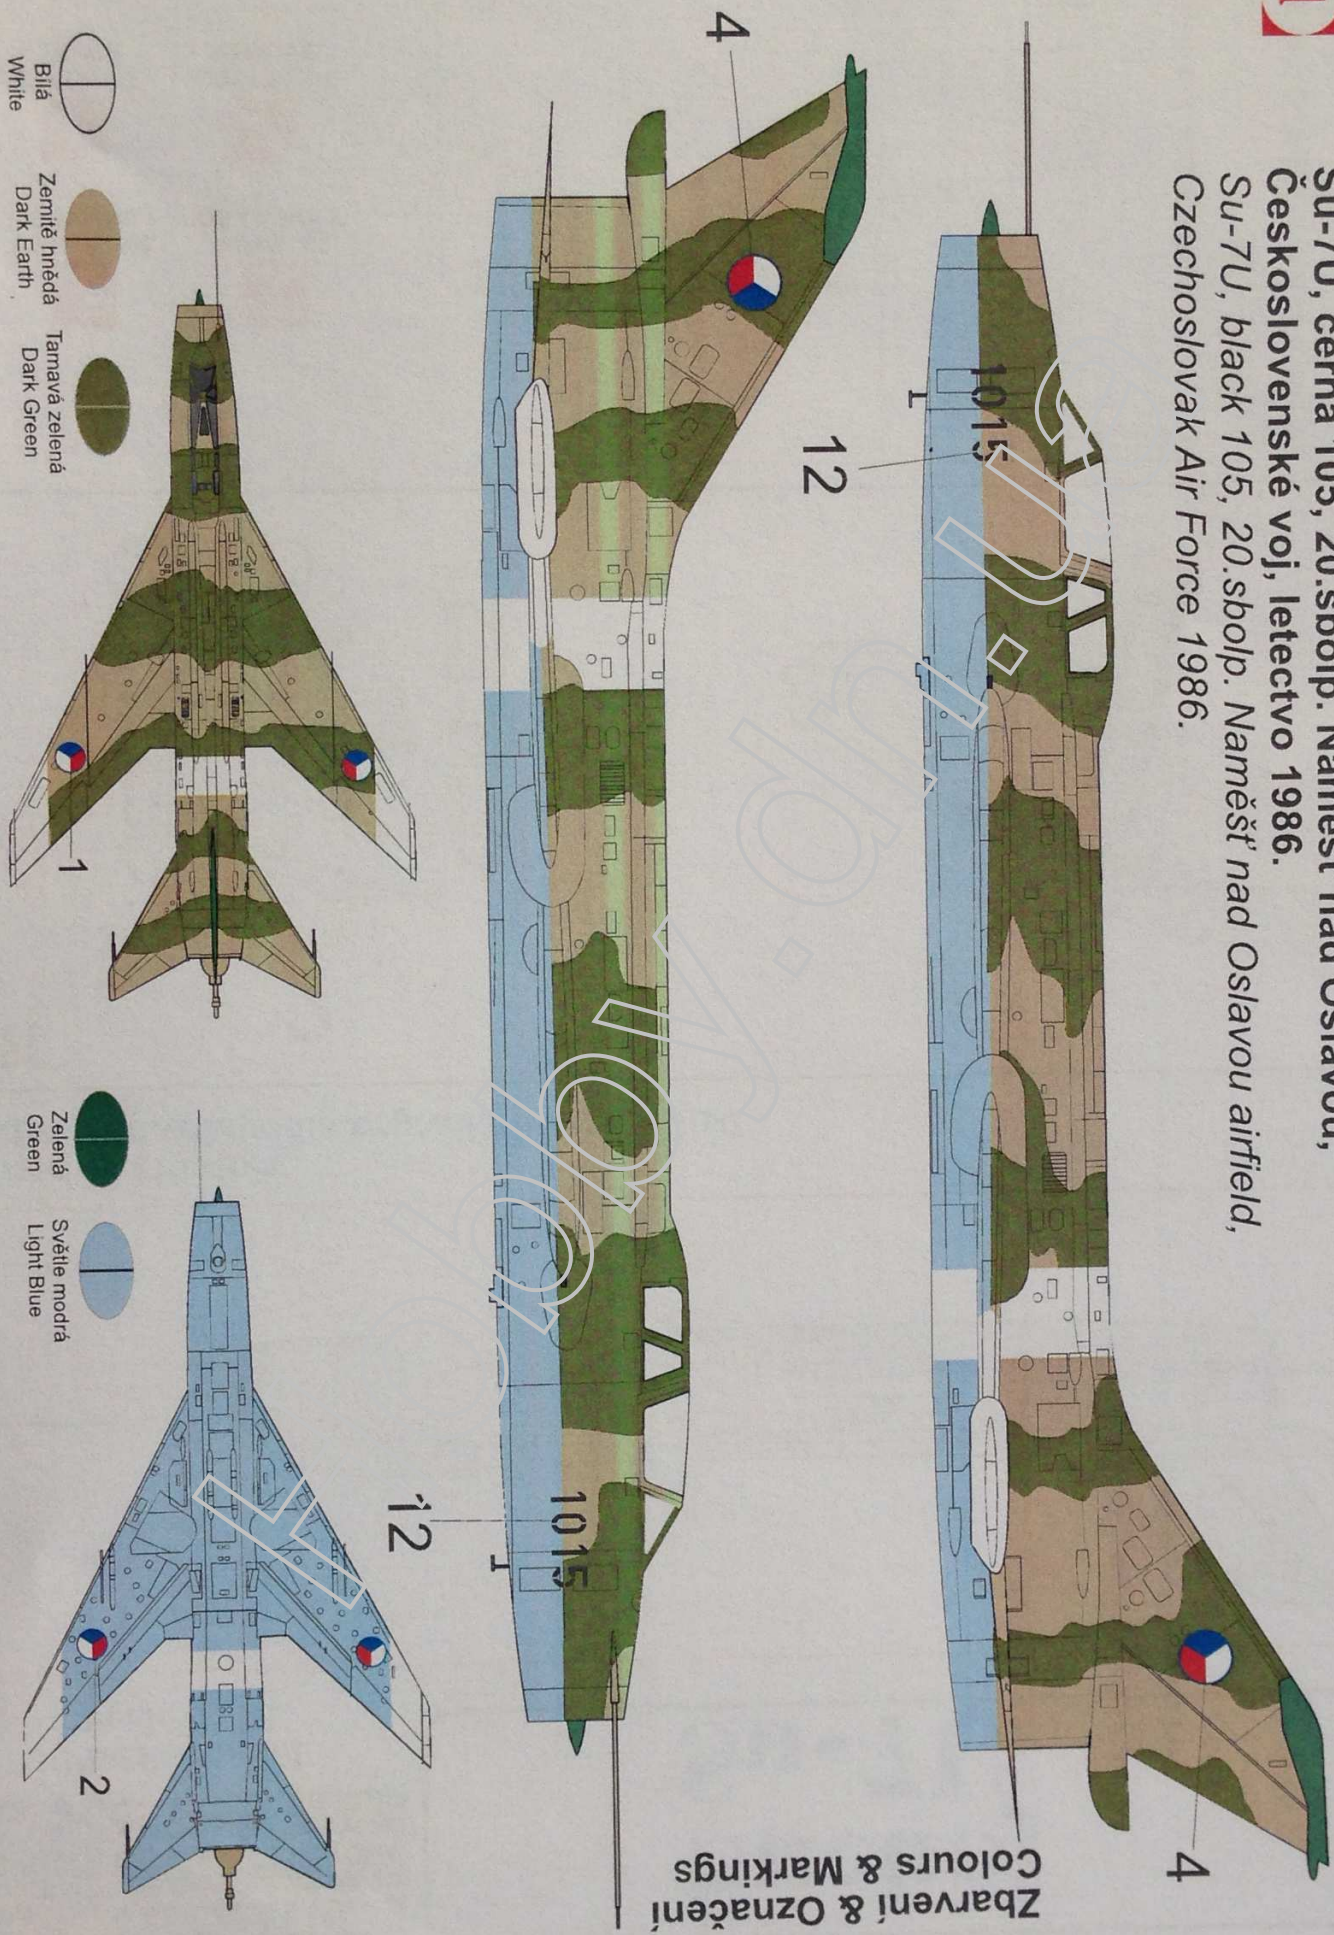 Su-7U, černá 105, 20.sbolp. Náměšť nad Oslavou,
Československé voj, letectvo 1986.
Su-7U, black 105, 20.sbolp. Naměšť nad Oslavou airfield,
Czechoslovak Air Force 1986.
Zbarvení & Označení
Colours & Markings
1015
12
4
4
1015
12
1
2
Bílá
White
Zemitě hnědá
Dark Earth
Tamavá zelená
Dark Green
Zelená
Green
Světle modrá
Light Blue